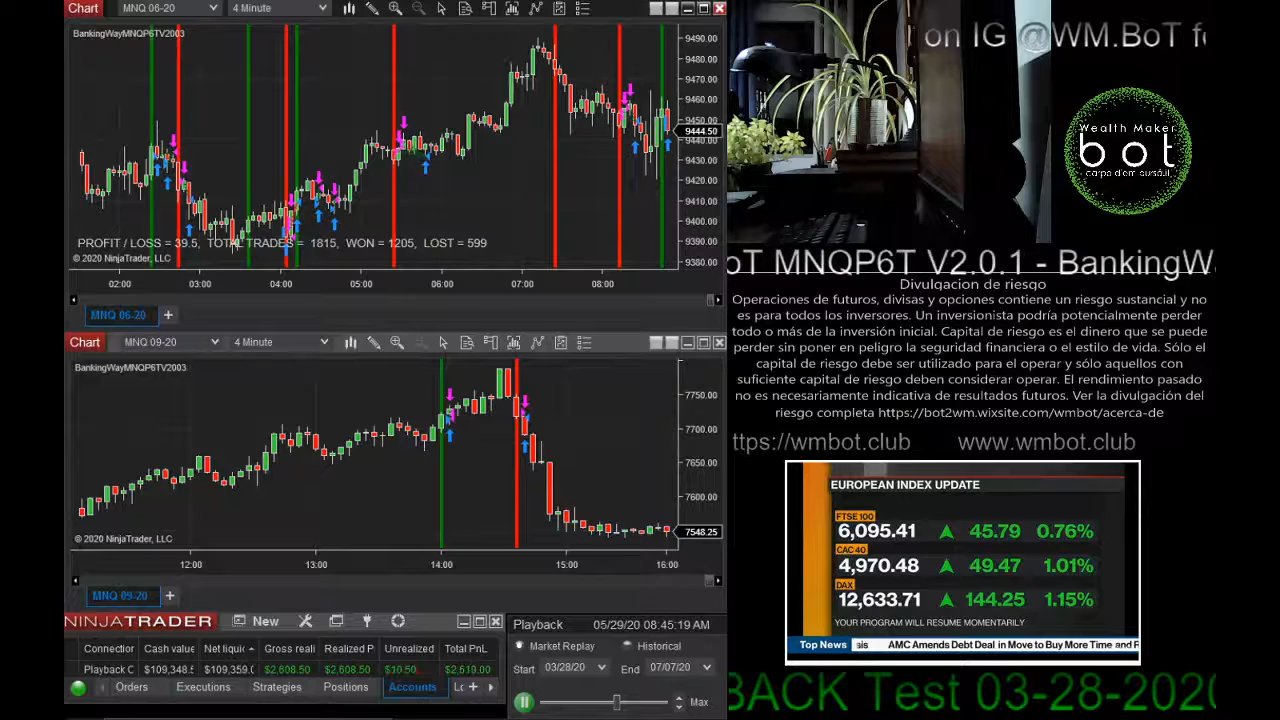 Chart MNQ 06-20 4 Minute
BankingWayMNQP6TV2003
9490.00
9480.00
9470.00
9460.00
9450.00
9444.50
9430.00
9420.00
9410.00
9400.00
9390.00
9380.00
PROFIT / LOSS = 39.5, TOTAL TRADES = 1815, WON = 1205, LOST = 599
© 2020 NinjaTrader, LLC
02:00 03:00 04:00 05:00 06:00 07:00 08:00
MNQ 06-20 +
Chart MNQ 09-20 4 Minute
BankingWayMNQP6TV2003
7750.00
7700.00
7650.00
7600.00
7548.25
© 2020 NinjaTrader, LLC
12:00 13:00 14:00 15:00 16:00
MNQ 09-20 +
NINJATRADER New
Connection Cash value Net liqui Gross reali Realized P Unrealized Total PnL
Playback C $109,348.5 $109,359.0 $2,608.50 $2,608.50 $10.50 $2,619.00
Orders Executions Strategies Positions Accounts Lo +
Playback 05/29/20 08:45:19 AM
Market Replay Historical
Start 03/28/20 End 07/07/20
Max
on IG @WM.BoT fo
Wealth Maker
bot
oT MNQP6T V2.0.1 - BankingW
Divulgacion de riesgo
Operaciones de futuros, divisas y opciones contiene un riesgo sustancial y no
es para todos los inversores. Un inversionista podría potencialmente perder
todo o más de la inversión inicial. Capital de riesgo es el dinero que se puede
perder sin poner en peligro la seguridad financiera o el estilo de vida. Sólo el
capital de riesgo debe ser utilizado para el operar y sólo aquellos con
suficiente capital de riesgo deben considerar operar. El rendimiento pasado
no es necesariamente indicativa de resultados futuros. Ver la divulgación del
riesgo completa https://bot2wm.wixsite.com/wmbot/acerca-de
ttps://wmbot.club www.wmbot.club
EUROPEAN INDEX UPDATE
FTSE 100
6,095.41 45.79 0.76%
CAC 40
4,970.48 49.47 1.01%
DAX
12,633.71 144.25 1.15%
YOUR PROGRAM WILL RESUME MOMENTARILY
Top News sis AMC Amends Debt Deal in Move to Buy More Time and F
BACK Test 03-28-2020